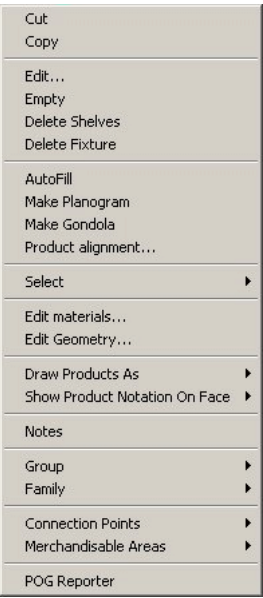 Cut
Copy
Edit...
Empty
Delete Shelves
Delete Fixture
AutoFill
Make Planogram
Make Gondola
Product alignment...
Select
Edit materials...
Edit Geometry...
Draw Products As
Show Product Notation On Face
Notes
Group
Family
Connection Points
Merchandisable Areas
POG Reporter